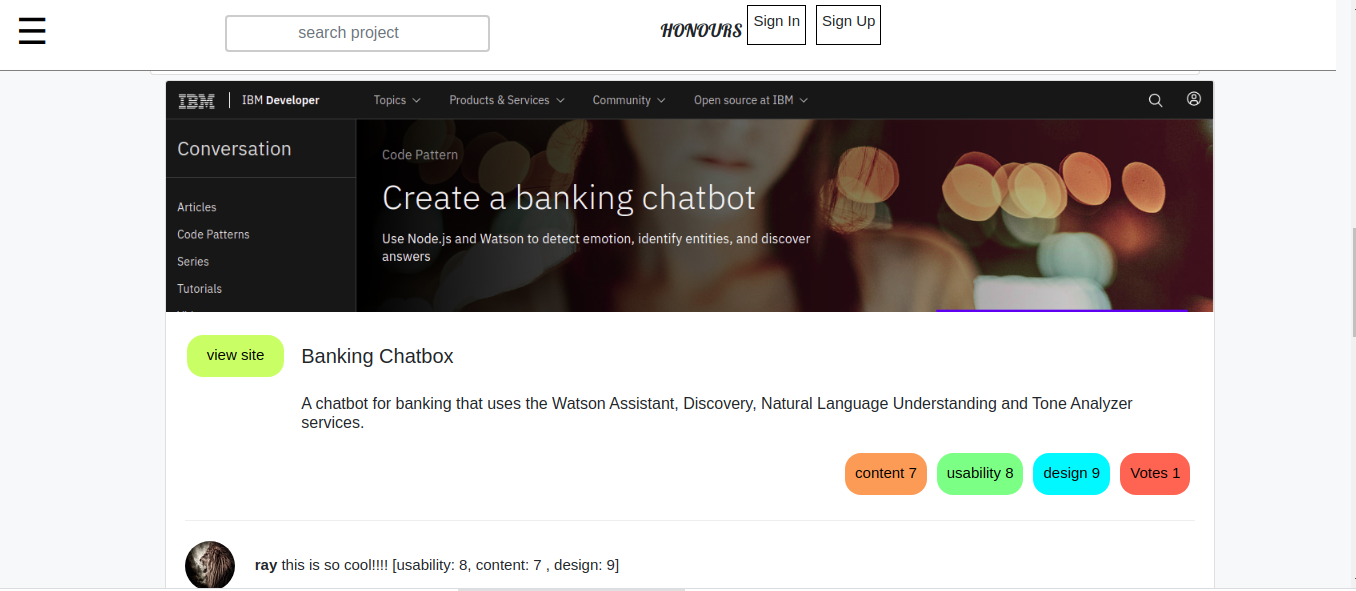 ☰
search project
HONOURS
Sign In
Sign Up
IBM
IBM Developer
Topics
Products & Services
Community
Open source at IBM
Conversation
Articles
Code Patterns
Series
Tutorials
Code Pattern
Create a banking chatbot
Use Node.js and Watson to detect emotion, identify entities, and discover
answers
view site
Banking Chatbox
A chatbot for banking that uses the Watson Assistant, Discovery, Natural Language Understanding and Tone Analyzer
services.
content 7
usability 8
design 9
Votes 1
ray this is so cool!!!! [usability: 8, content: 7 , design: 9]